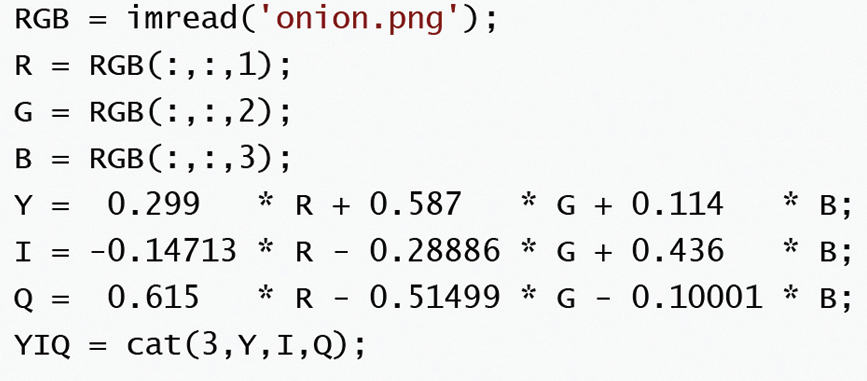 RGB = imread('onion.png');
R = RGB(:,:,1);
G = RGB(:,:,2);
B = RGB(:,:,3);
Y =  0.299   * R + 0.587   * G + 0.114   * B;
I = -0.14713 * R - 0.28886 * G + 0.436   * B;
Q =  0.615   * R - 0.51499 * G - 0.10001 * B;
YIQ = cat(3,Y,I,Q);